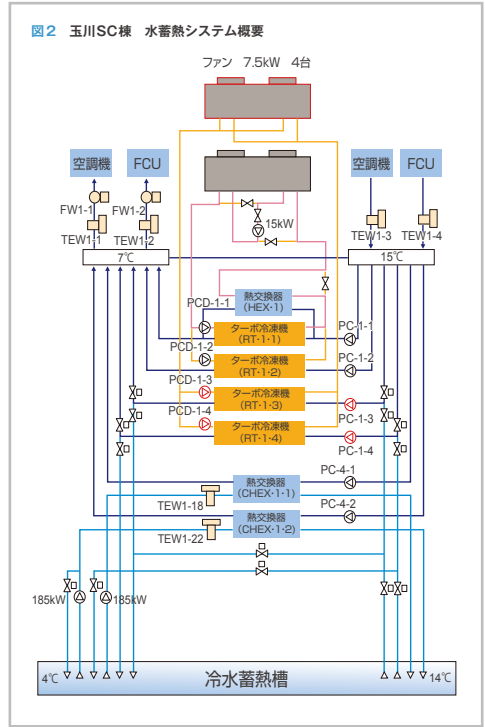 図2 玉川SC棟 水蓄熱システム概要
ファン 7.5kW 4台
空調機
FCU
空調機
FCU
FW1-1
FW1-2
15kW
TEW1-1
TEW1-2
TEW1-3
TEW1-4
7℃
15℃
熱交換器
(HEX・1)
PCD-1-1
ターボ冷凍機
(RT・1・1)
PC-1-1
PCD-1-2
ターボ冷凍機
(RT・1・2)
PC-1-2
PCD-1-3
ターボ冷凍機
(RT・1・3)
PC-1-3
PCD-1-4
ターボ冷凍機
(RT・1・4)
PC-1-4
熱交換器
(CHEX・1・1)
PC-4-1
TEW1-18
熱交換器
(CHEX・1・2)
PC-4-2
TEW1-22
185kW
185kW
4℃
冷水蓄熱槽
14℃